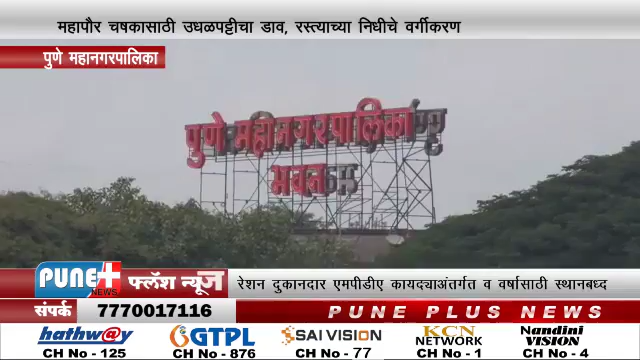 महापौर चषकासाठी उधळपट्टीचा डाव, रस्त्याच्या निधीचे वर्गीकरण
पुणे महानगरपालिका
पुणे महानगरपालिका
भवन
PUNE+ NEWS फ्लॅश न्यूज
रेशन दुकानदार एमपीडीए कायद्याअंतर्गत व वर्षासाठी स्थानबध्द
संपर्क 7770017116 PUNE PLUS NEWS
hathway GTPL SAI VISION KCN NETWORK Nandini VISION
CH No - 125 CH No - 876 CH No - 77 CH No - 1 CH No - 4